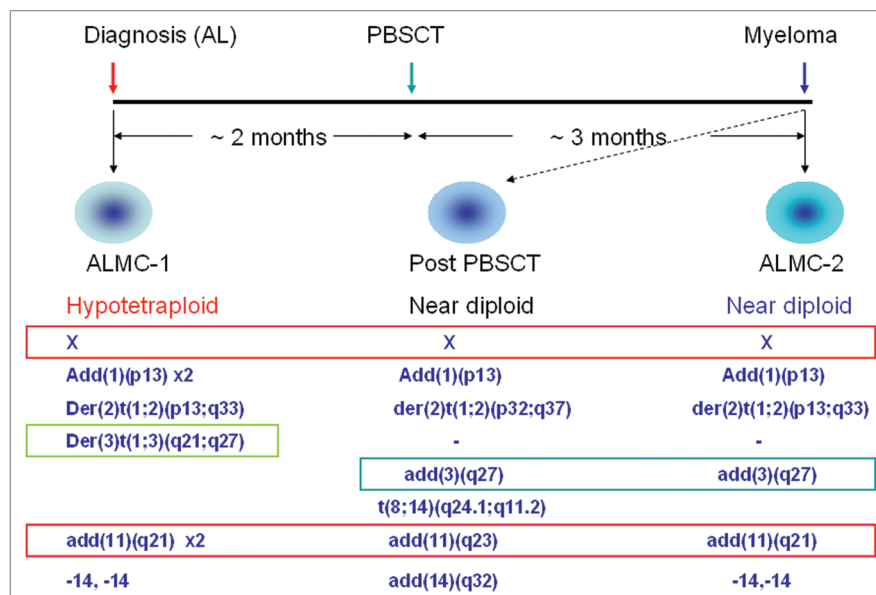 Diagnosis (AL) PBSCT Myeloma
~ 2 months ~ 3 months
ALMC-1 Post PBSCT ALMC-2
Hypotetraploid Near diploid Near diploid
X X X
Add(1)(p13) x2 Add(1)(p13) Add(1)(p13)
Der(2)t(1;2)(p13;q33) der(2)t(1;2)(p32;q37) der(2)t(1;2)(p13;q33)
Der(3)t(1;3)(q21;q27) - -
add(3)(q27) add(3)(q27)
t(8;14)(q24.1;q11.2)
add(11)(q21) x2 add(11)(q23) add(11)(q21)
-14, -14 add(14)(q32) -14,-14